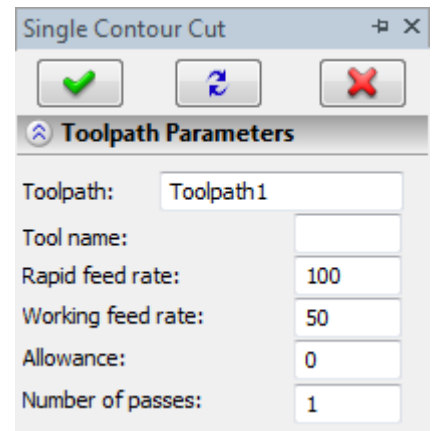 Single Contour Cut
Toolpath Parameters
Toolpath: Toolpath1
Tool name:
Rapid feed rate: 100
Working feed rate: 50
Allowance: 0
Number of passes: 1